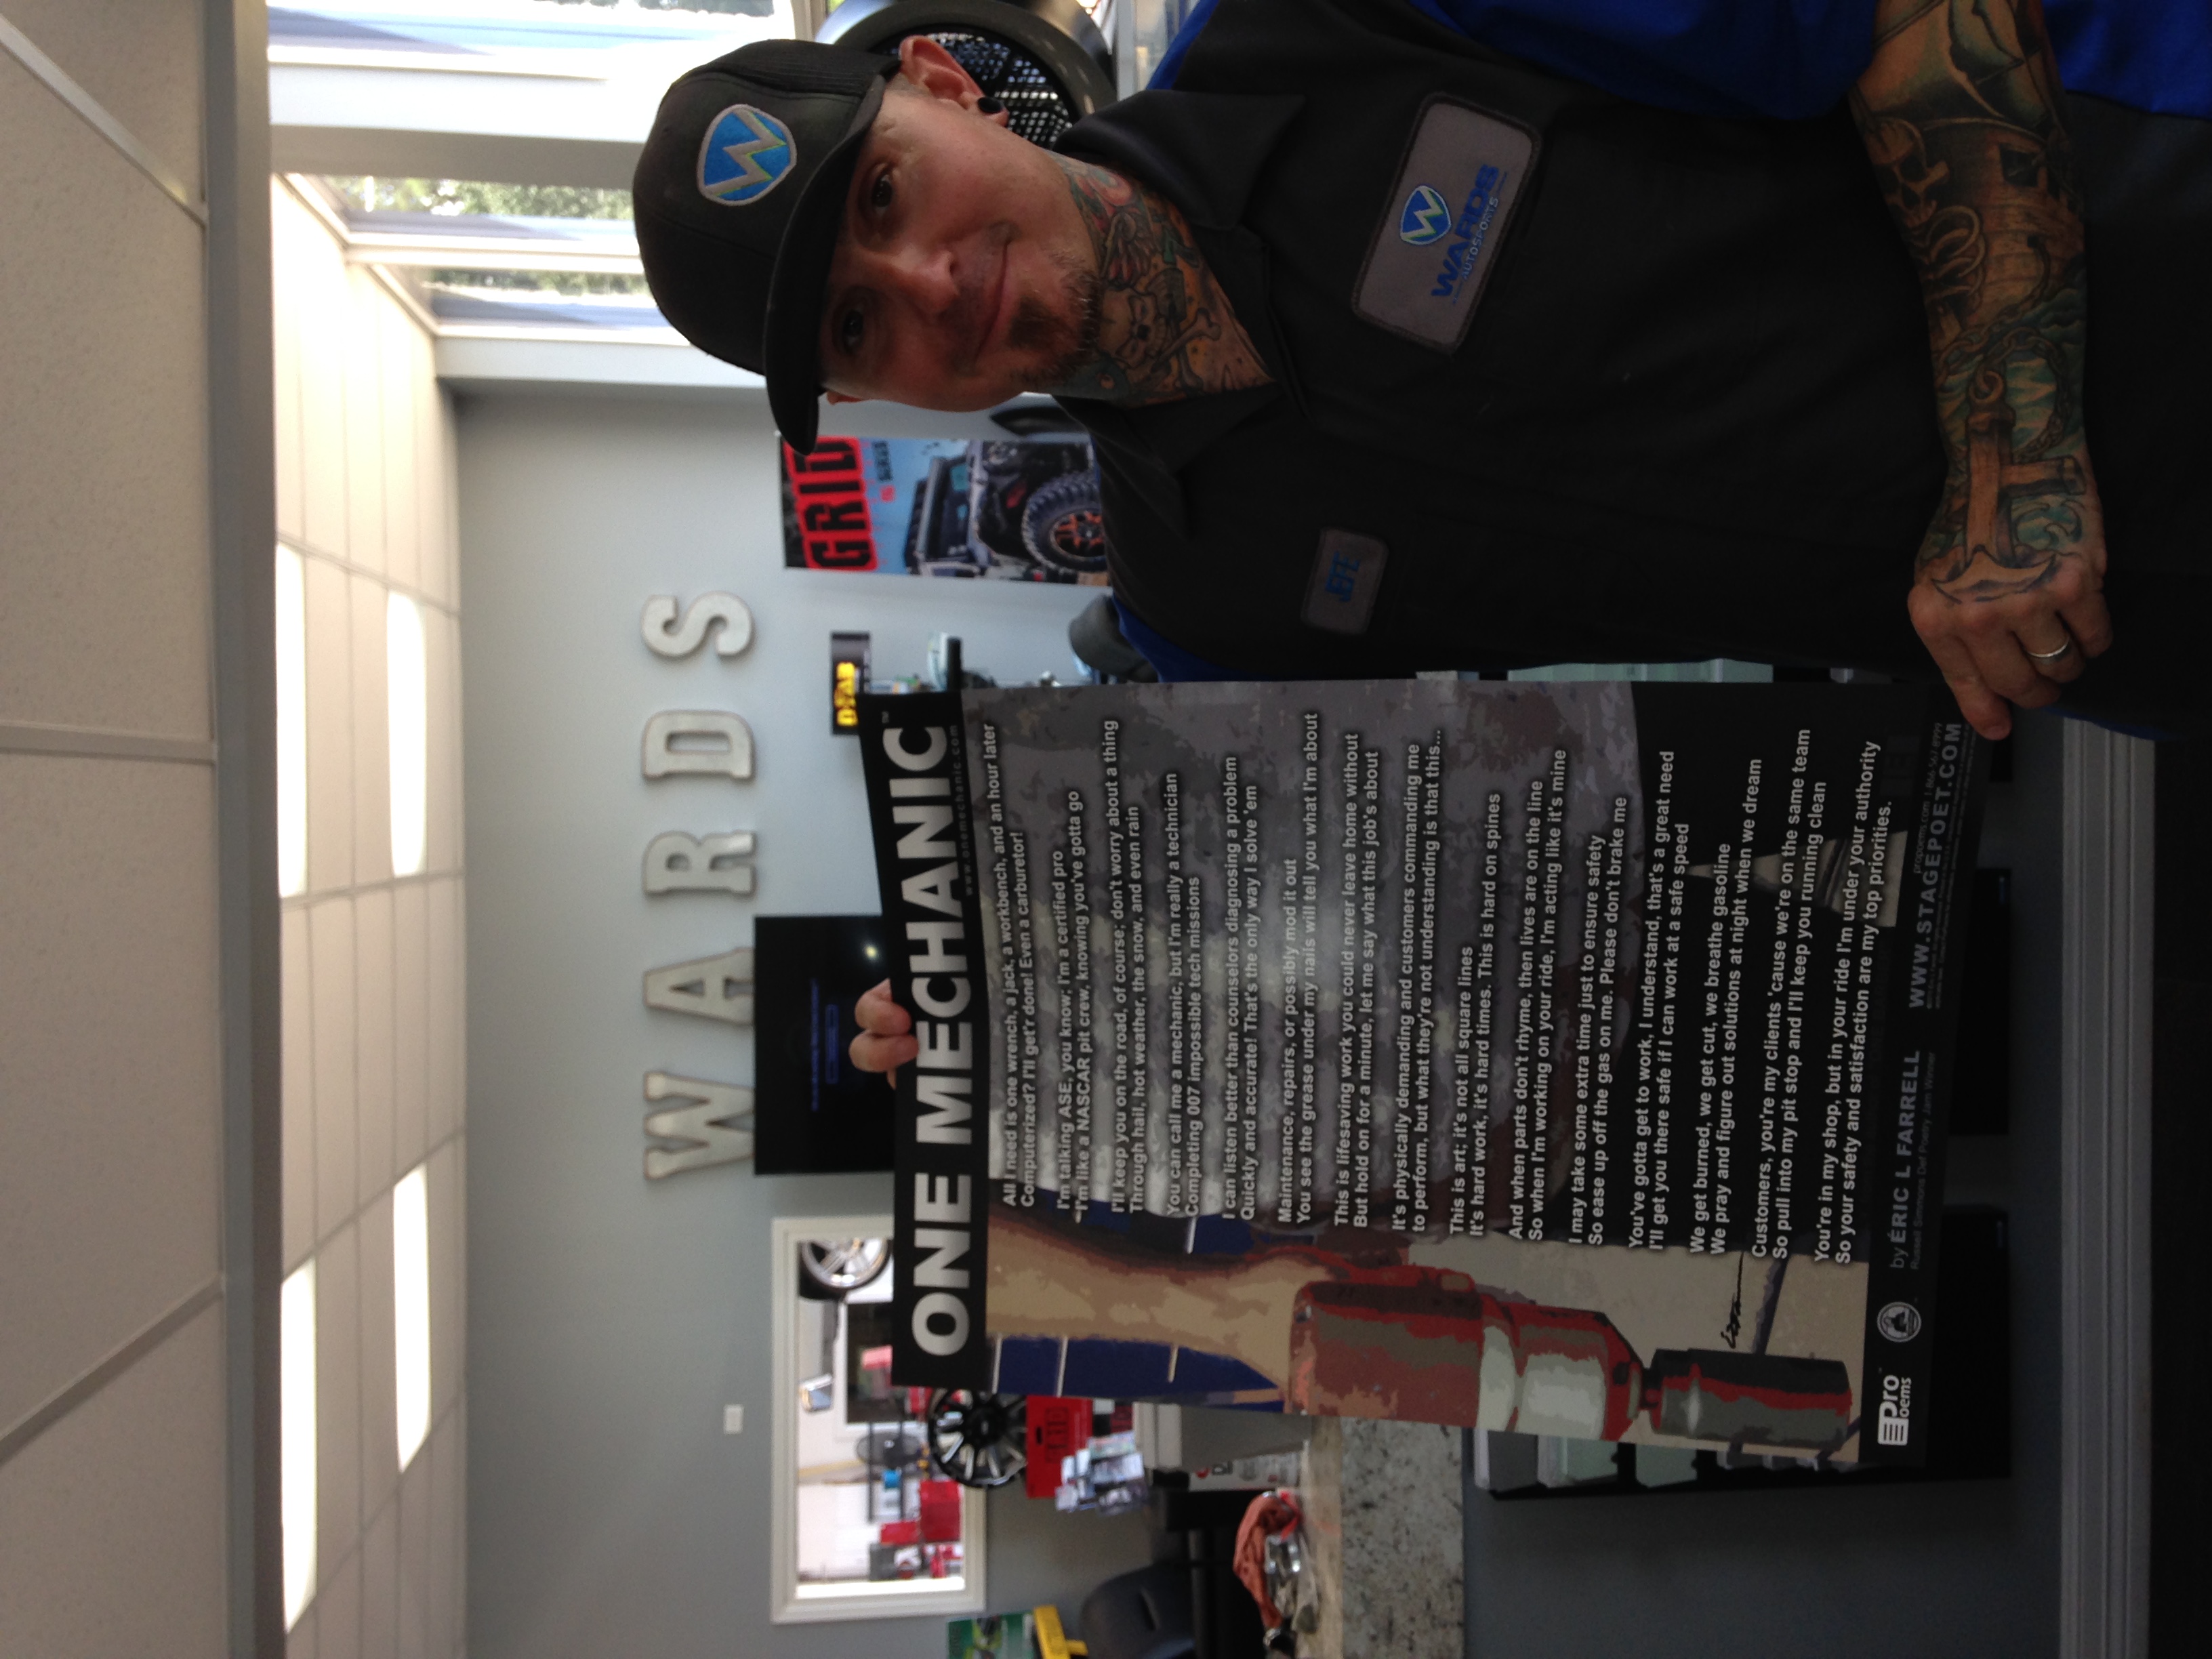 WARDS
W
WARDS
AUTOSPORTS
JEFE
GRID
ONE MECHANIC™
www.onemechanic.com
All I need is one wrench, a jack, a workbench, and an hour later
Computerized? I'll get'r done! Even a carburetor!
I'm talking ASE, you know; I'm a certified pro
I'm like a NASCAR pit crew, knowing you've gotta go
I'll keep you on the road, of course; don't worry about a thing
Through hail, hot weather, the snow, and even rain
You can call me a mechanic, but I'm really a technician
Completing 007 impossible tech missions
I can listen better than counselors diagnosing a problem
Quickly and accurate! That's the only way I solve 'em
Maintenance, repairs, or possibly mod it out
You see the grease under my nails will tell you what I'm about
This is lifesaving work you could never leave home without
But hold on for a minute, let me say what this job's about
It's physically demanding and customers commanding me
to perform, but what they're not understanding is that this...
This is art; it's not all square lines
It's hard work, it's hard times. This is hard on spines
And when parts don't rhyme, then lives are on the line
So when I'm working on your ride, I'm acting like it's mine
I may take some extra time just to ensure safety
So ease up off the gas on me. Please don't brake me
You've gotta get to work, I understand, that's a great need
I'll get you there safe if I can work at a safe speed
We get burned, we get cut, we breathe gasoline
We pray and figure out solutions at night when we dream
Customers, you're my clients 'cause we're on the same team
So pull into my pit stop and I'll keep you running clean
You're in my shop, but in your ride I'm under your authority
So your safety and satisfaction are my top priorities.
Pro
oems
by ÉRIC L FARRELL
Russell Simmons Def Poetry Jam Winner
propoems.com
WWW.STAGEPOET.COM